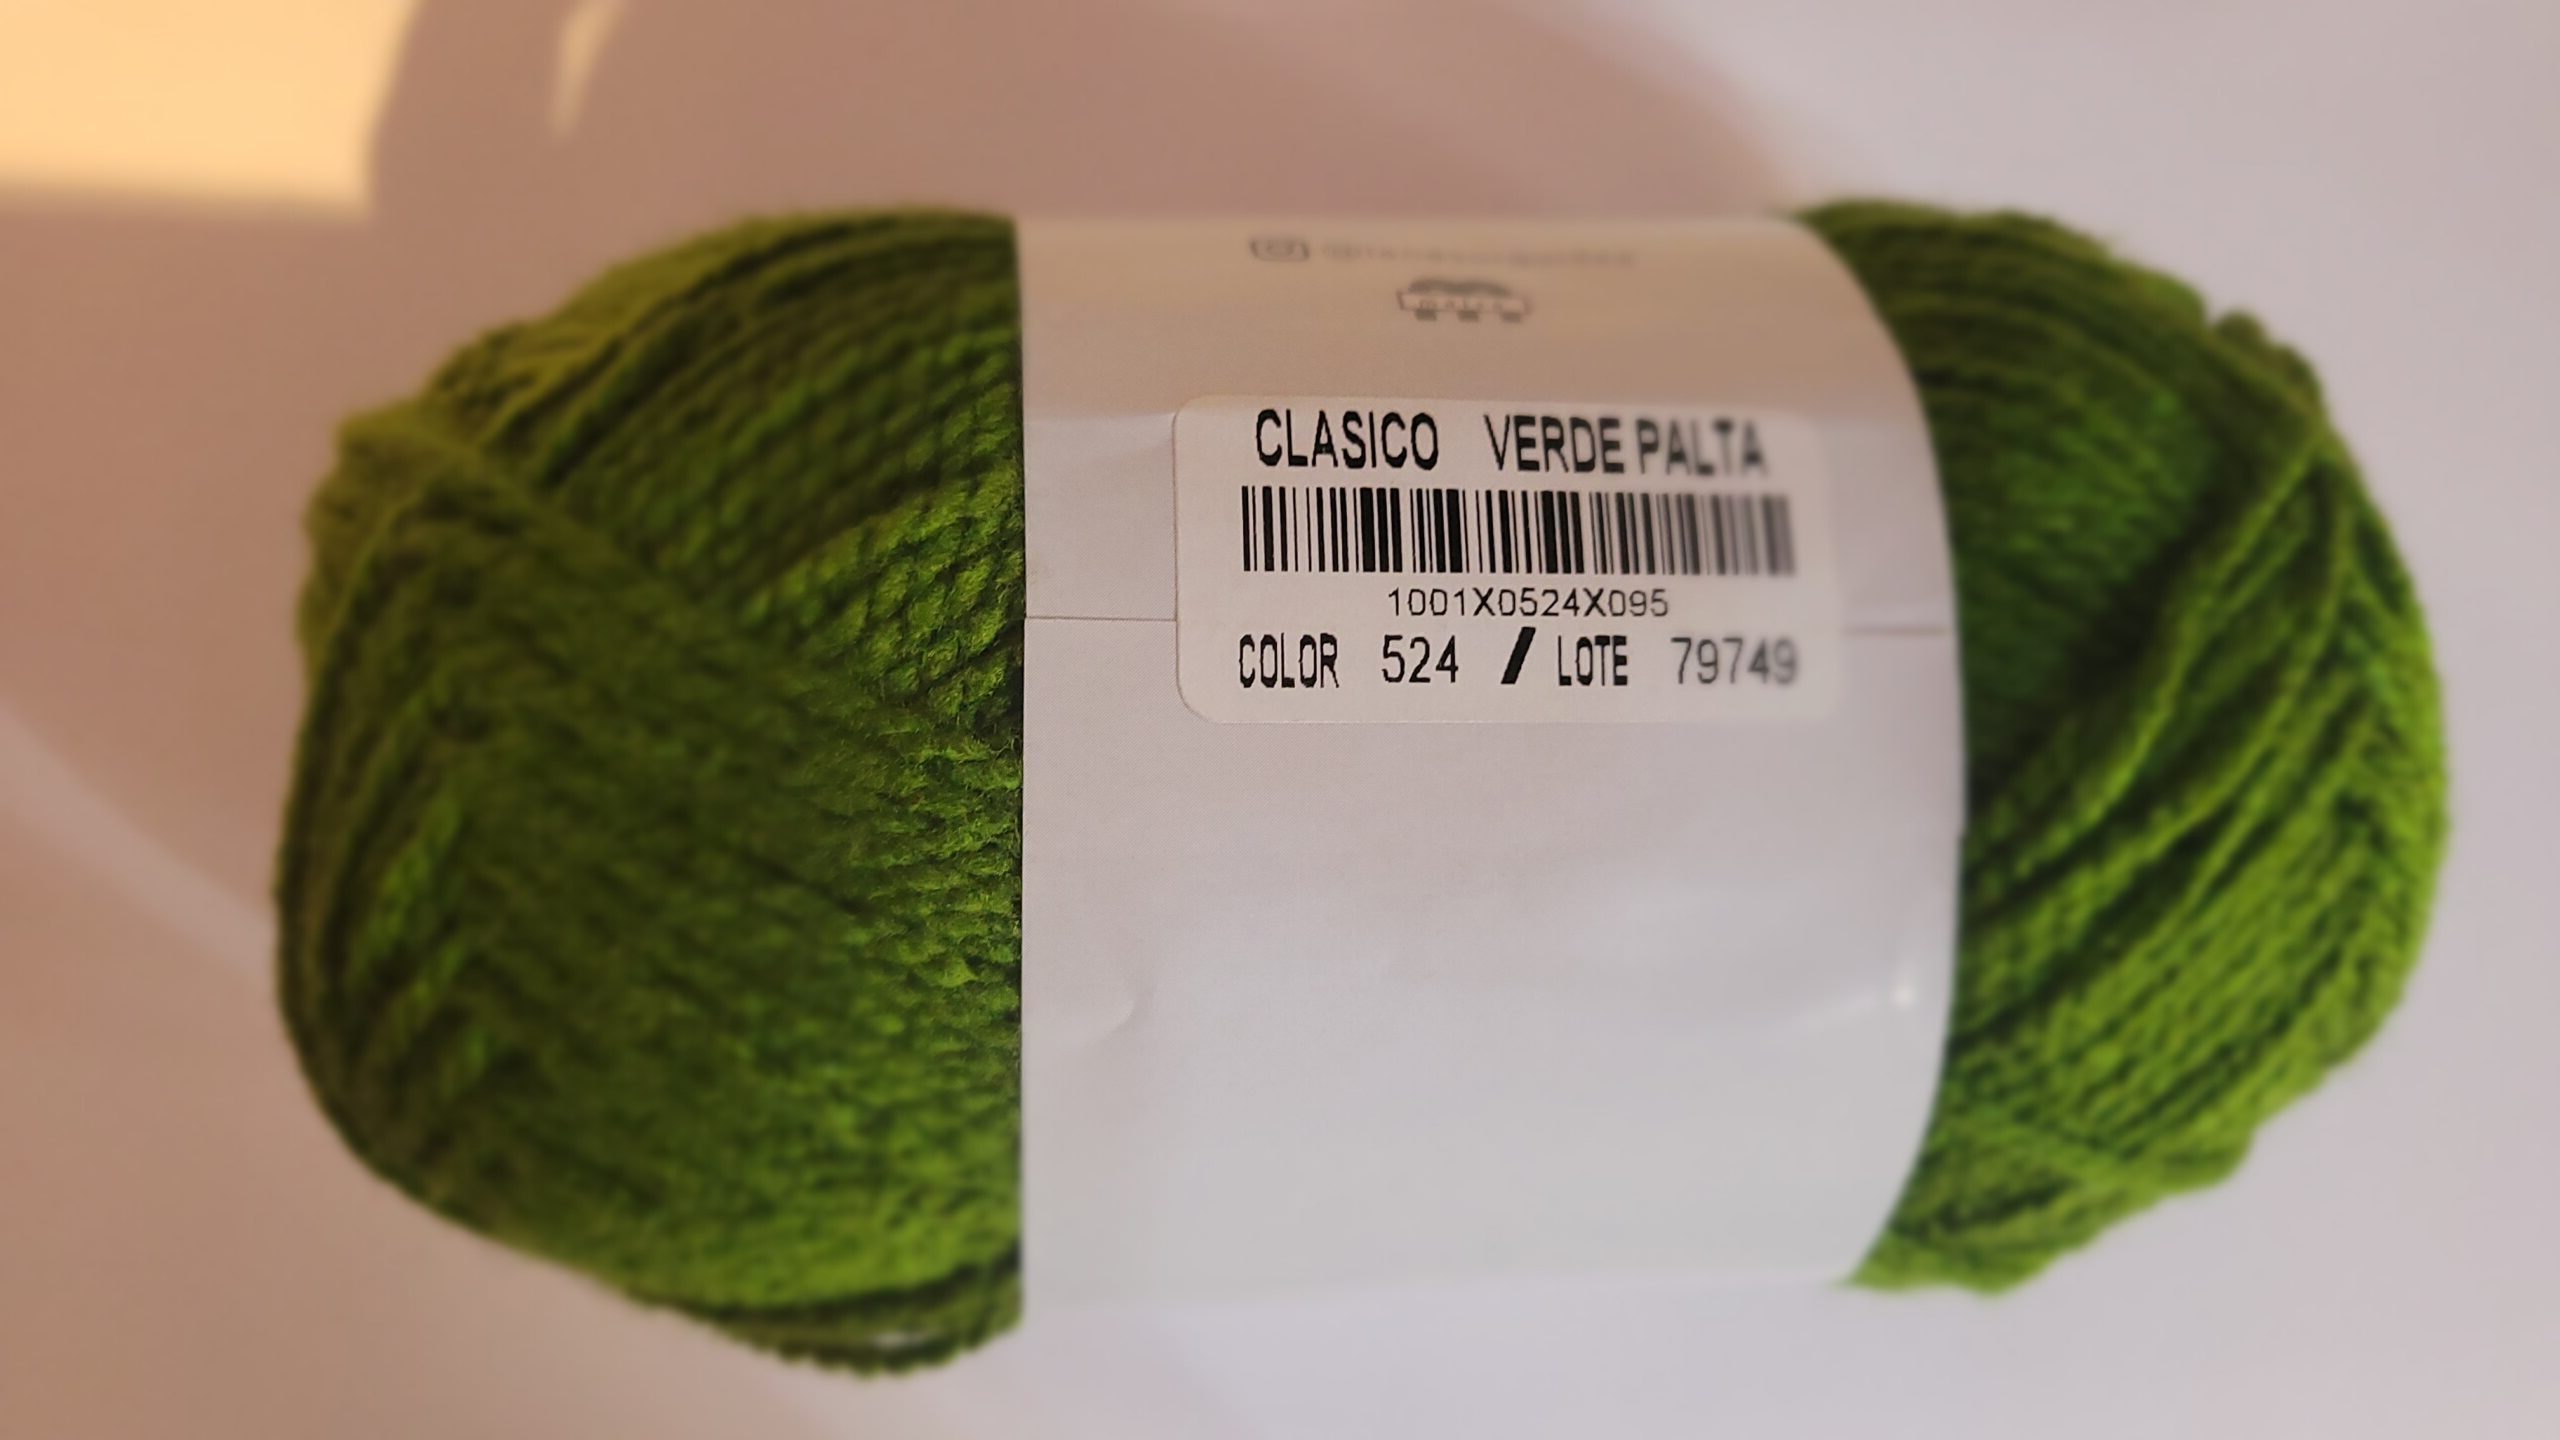 CLASICO VERDE PALTA
1001X0524X095
COLOR 524 / LOTE 79749